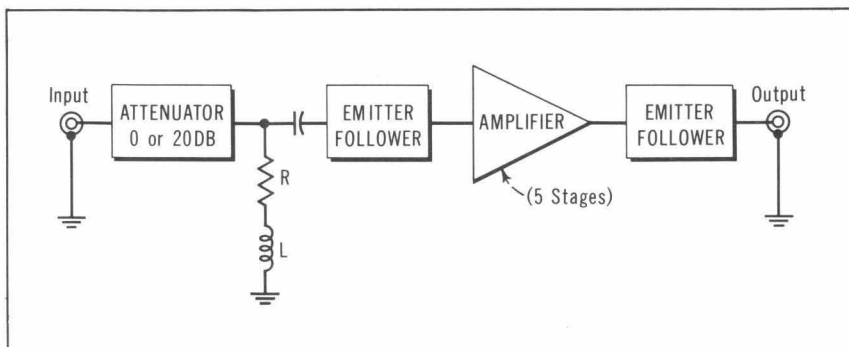 Input
ATTENUATOR
0 or 20DB
R
L
EMITTER
FOLLOWER
AMPLIFIER
(5 Stages)
EMITTER
FOLLOWER
Output